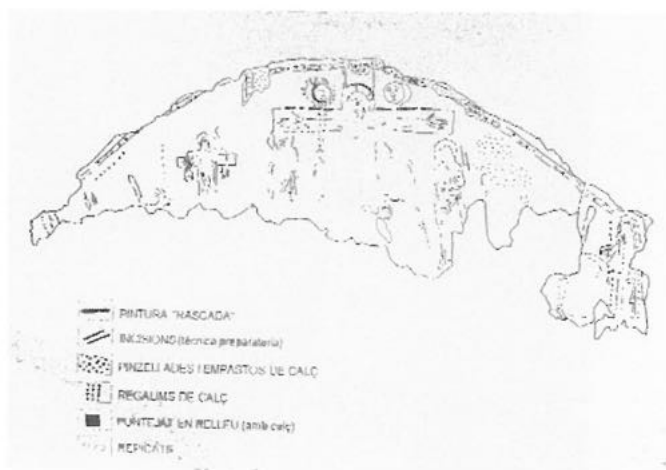 PINTURA "RASCADA"
INCISIONS (tècnica preparatòria)
PINZELLADES I EMPASTOS DE CALÇ
REGALIMS DE CALÇ
PUNTEJAT EN RELLEU (amb calç)
REPICATS